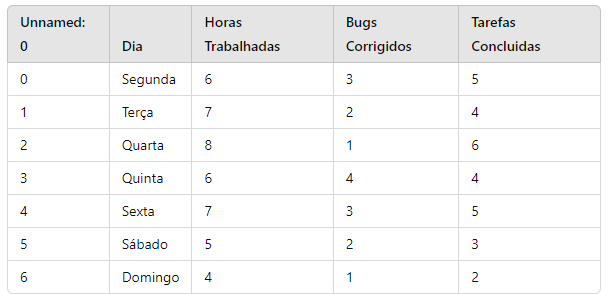 Unnamed: 0 Dia Horas Trabalhadas Bugs Corrigidos Tarefas Concluidas
0 Segunda 6 3 5
1 Terça 7 2 4
2 Quarta 8 1 6
3 Quinta 6 4 4
4 Sexta 7 3 5
5 Sábado 5 2 3
6 Domingo 4 1 2